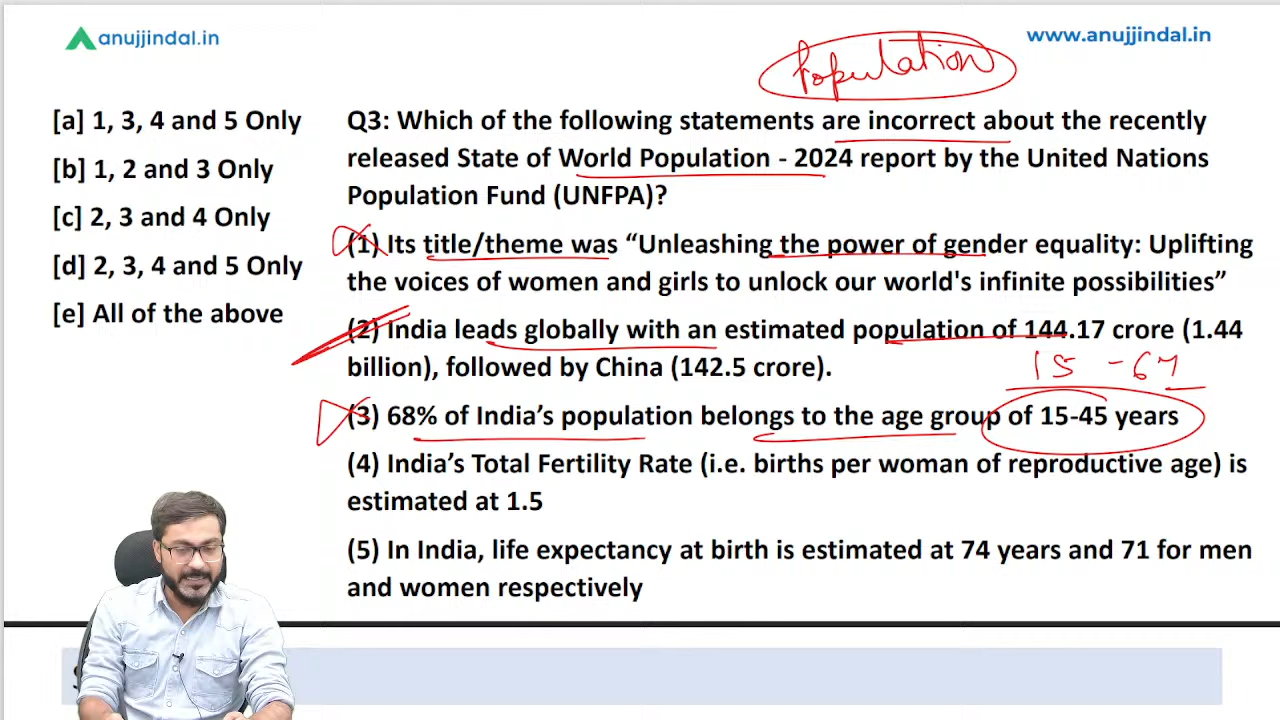 anujjindal.in
www.anujjindal.in
Population
[a] 1, 3, 4 and 5 Only
[b] 1, 2 and 3 Only
[c] 2, 3 and 4 Only
[d] 2, 3, 4 and 5 Only
[e] All of the above
Q3: Which of the following statements are incorrect about the recently
released State of World Population - 2024 report by the United Nations
Population Fund (UNFPA)?
(1) Its title/theme was “Unleashing the power of gender equality: Uplifting
the voices of women and girls to unlock our world's infinite possibilities”
(2) India leads globally with an estimated population of 144.17 crore (1.44
billion), followed by China (142.5 crore).
15 - 64
(3) 68% of India’s population belongs to the age group of 15-45 years
(4) India’s Total Fertility Rate (i.e. births per woman of reproductive age) is
estimated at 1.5
(5) In India, life expectancy at birth is estimated at 74 years and 71 for men
and women respectively